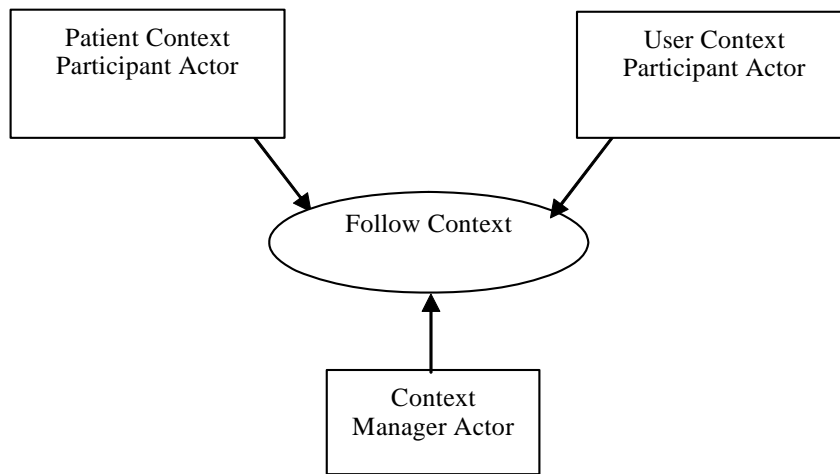 Patient Context
Participant Actor
User Context
Participant Actor
Follow Context
Context
Manager Actor